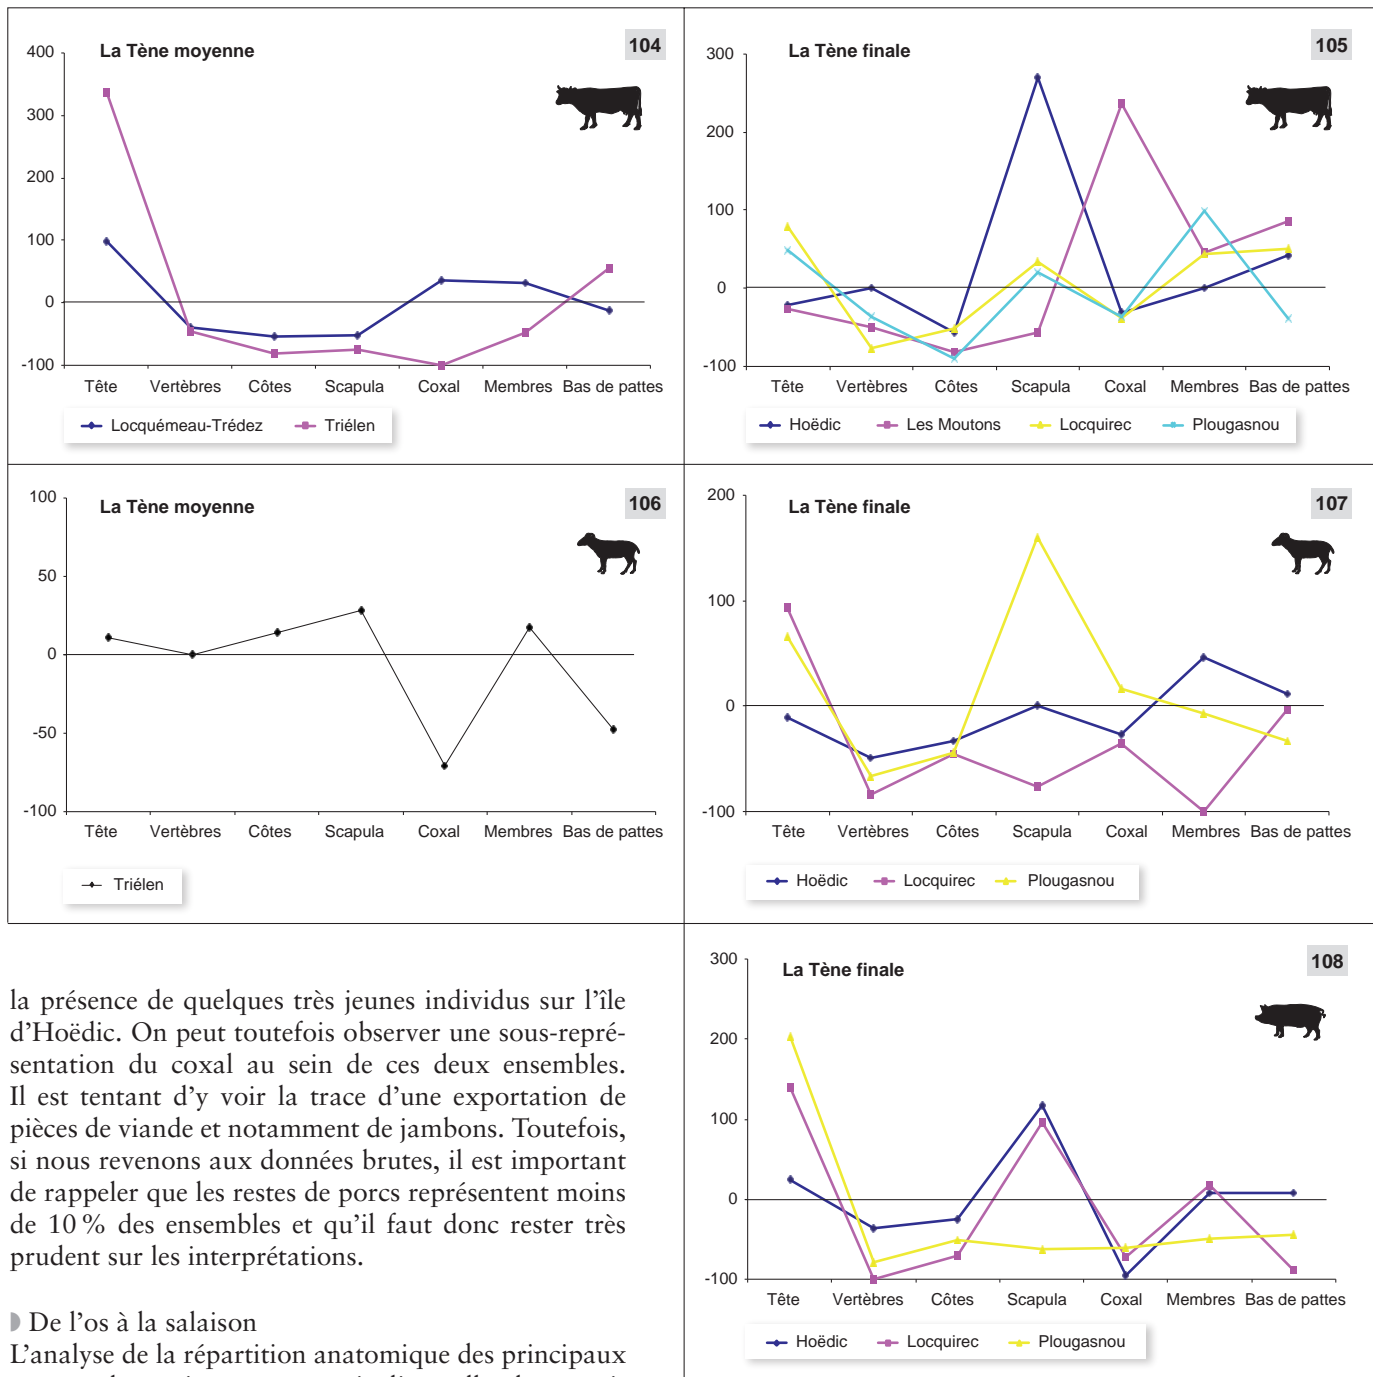 La Tène moyenne
104
400
300
200
100
0
-100
Tête Vertèbres Côtes Scapula Coxal Membres Bas de pattes
Locquémeau-Trédez Triélen
La Tène finale
105
300
200
100
0
-100
Tête Vertèbres Côtes Scapula Coxal Membres Bas de pattes
Hoëdic Les Moutons Locquirec Plougasnou
La Tène moyenne
106
100
50
0
-50
-100
Tête Vertèbres Côtes Scapula Coxal Membres Bas de pattes
Triélen
La Tène finale
107
200
100
0
-100
Tête Vertèbres Côtes Scapula Coxal Membres Bas de pattes
Hoëdic Locquirec Plougasnou
La Tène finale
108
300
200
100
0
-100
Tête Vertèbres Côtes Scapula Coxal Membres Bas de pattes
Hoëdic Locquirec Plougasnou
la présence de quelques très jeunes individus sur l'île
d'Hoëdic. On peut toutefois observer une sous-repré-
sentation du coxal au sein de ces deux ensembles.
Il est tentant d'y voir la trace d'une exportation de
pièces de viande et notamment de jambons. Toutefois,
si nous revenons aux données brutes, il est important
de rappeler que les restes de porcs représentent moins
de 10 % des ensembles et qu'il faut donc rester très
prudent sur les interprétations.
De l'os à la salaison
L'analyse de la répartition anatomique des principaux